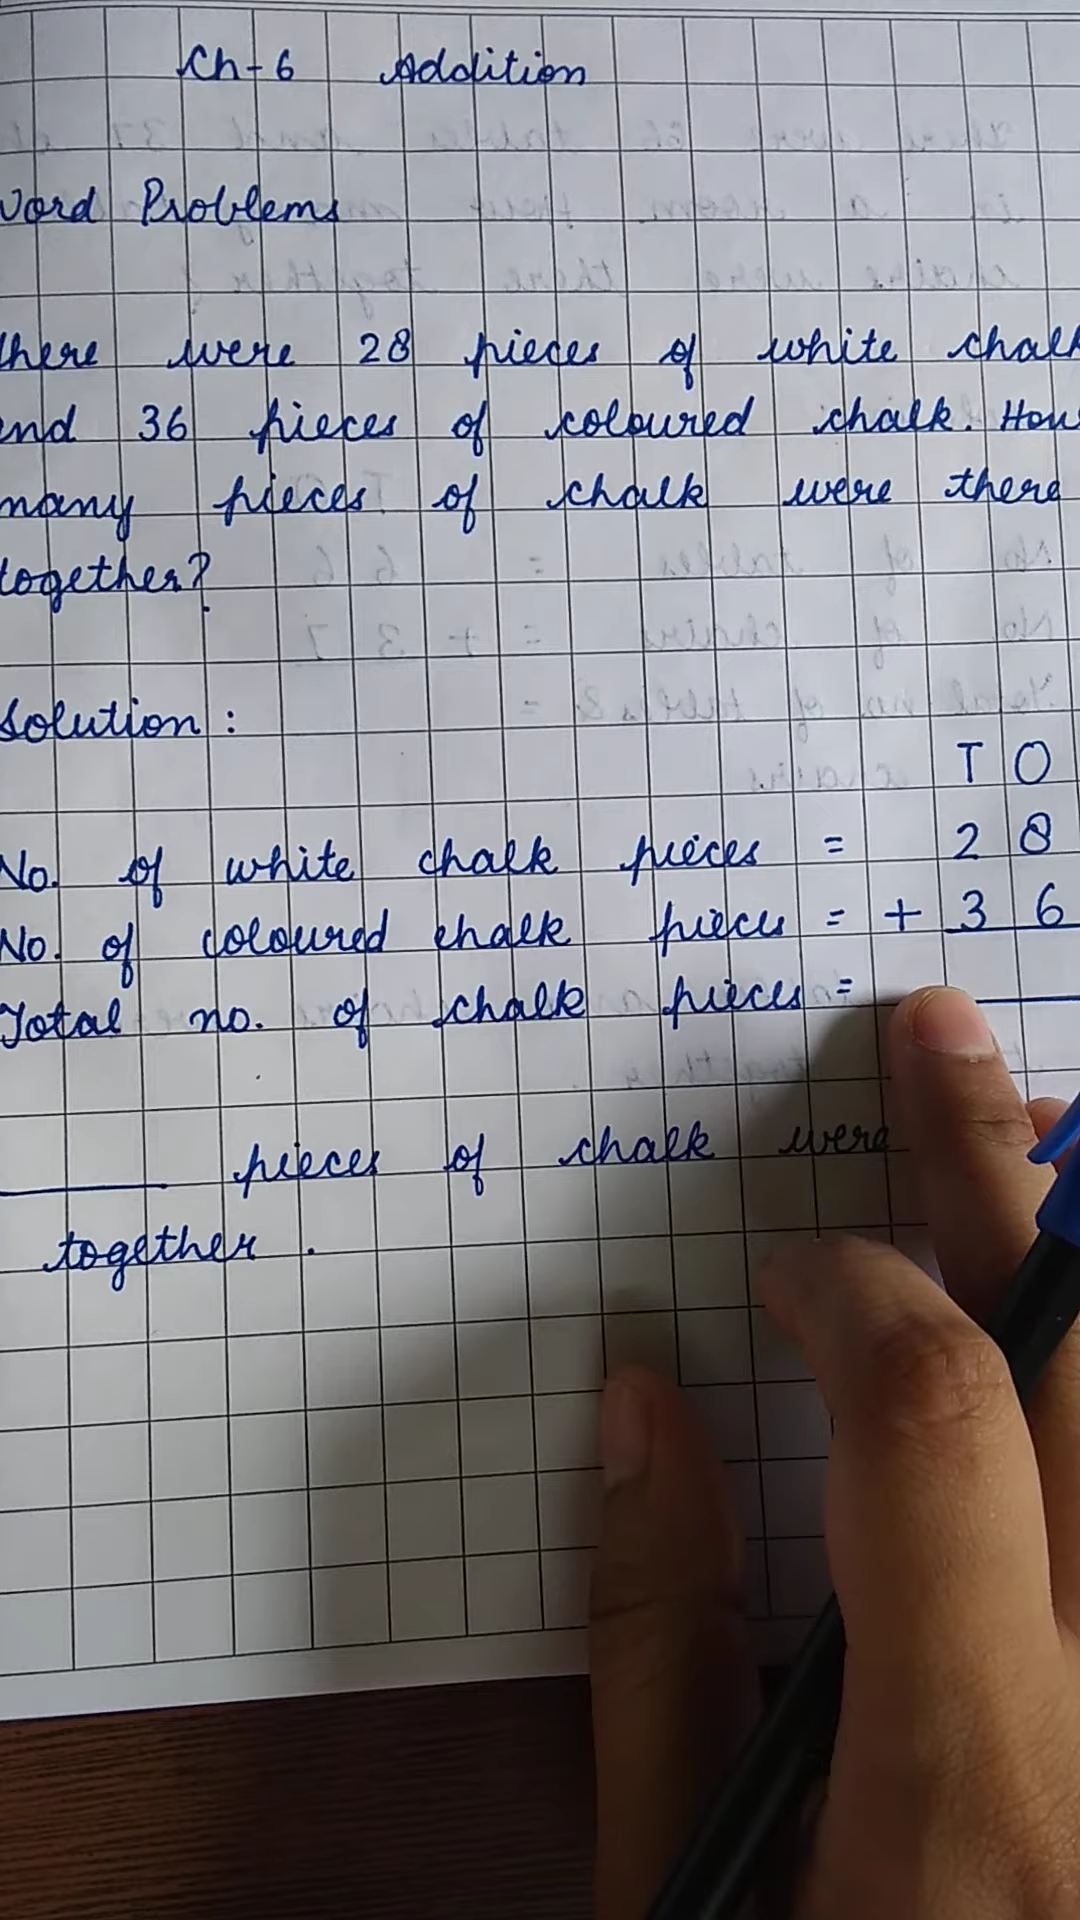 Ch-6 Addition
Word Problems
here were 28 pieces of white chalk
nd 36 pieces of coloured chalk. How
many pieces of chalk were there
together?
Solution:
T O
No. of white chalk pieces = 2 8
No. of coloured chalk pieces = + 3 6
Total no. of chalk pieces =
pieces of chalk were
together.